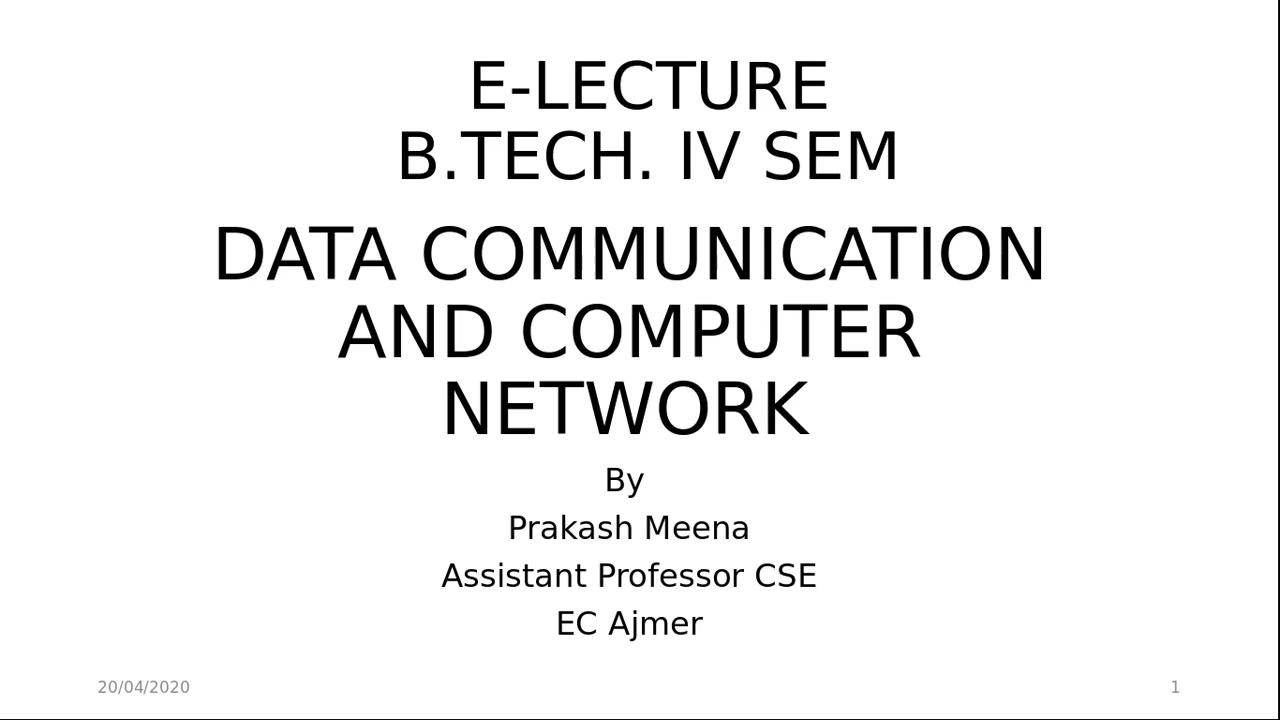 E-LECTURE
B.TECH. IV SEM
DATA COMMUNICATION
AND COMPUTER
NETWORK
By
Prakash Meena
Assistant Professor CSE
EC Ajmer
20/04/2020
1